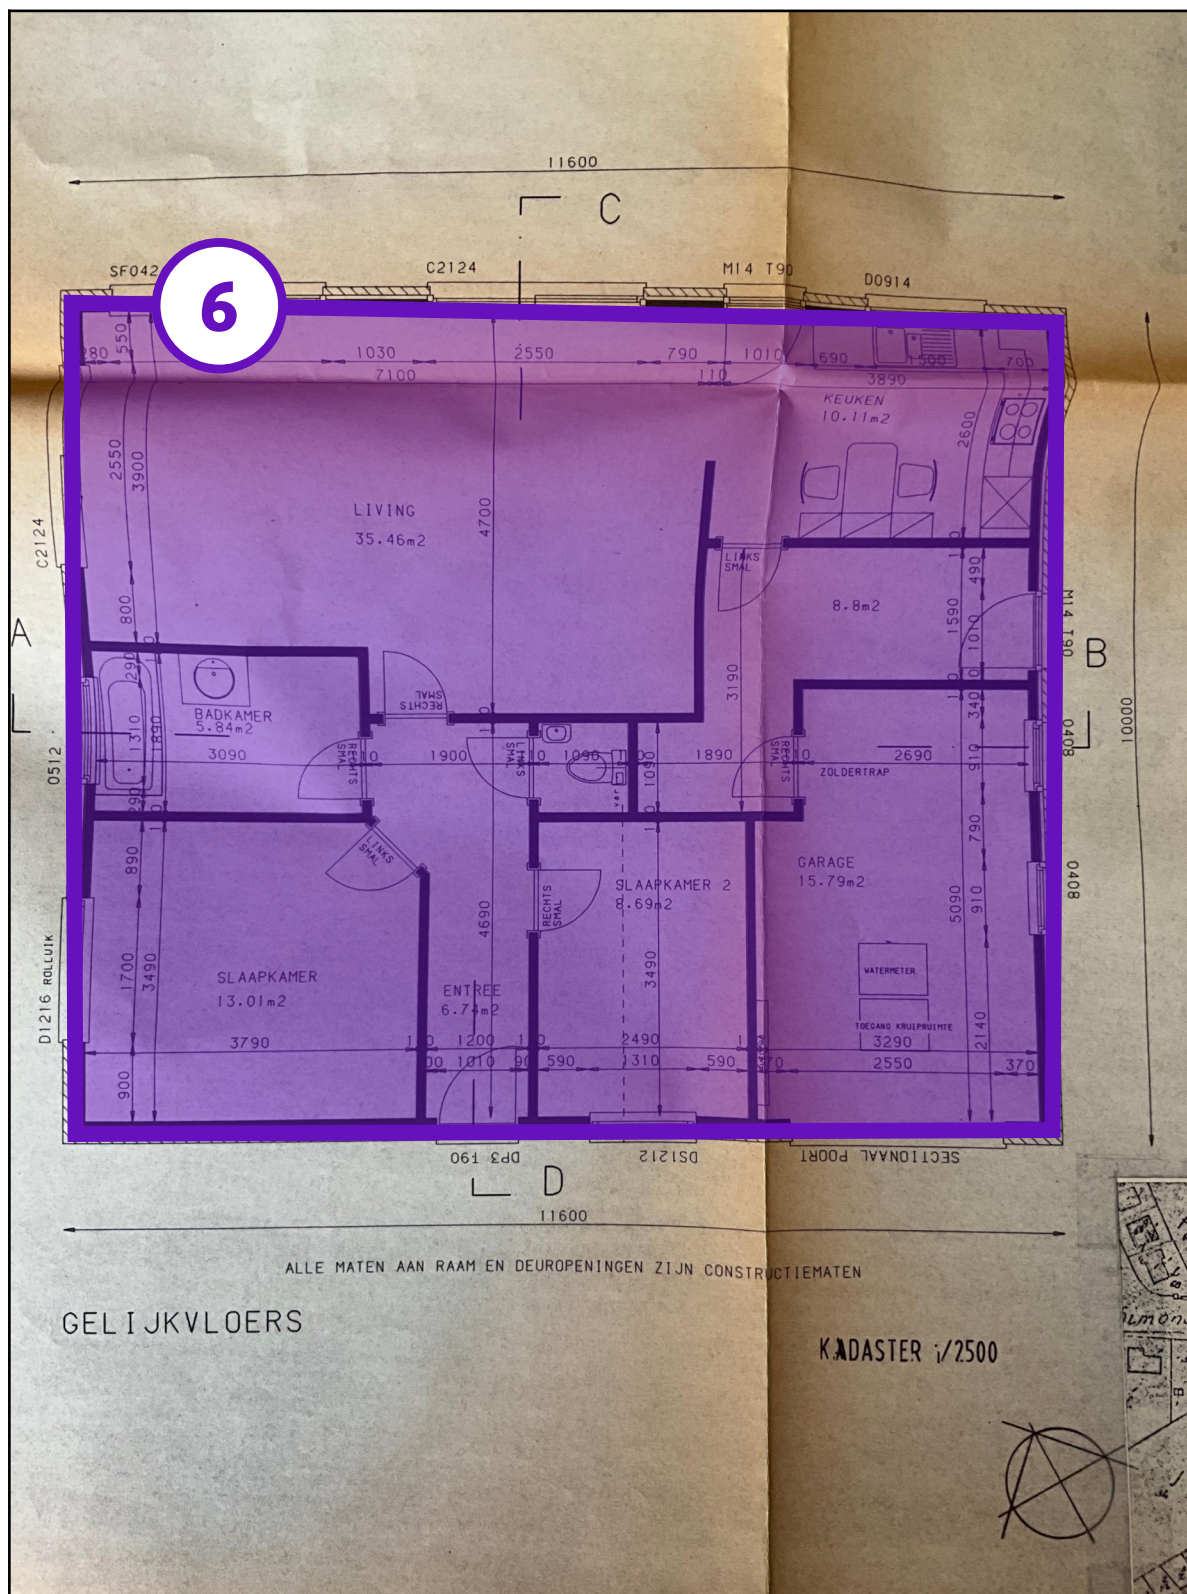 11600
C
SF042
C2124
M14 T90
D0914
6
550
280
1030
2550
790
1010
690
1500
700
7100
110
3890
KEUKEN
10.11m2
2600
2550
3900
LIVING
35.46m2
4700
C2124
LINKS
SMAL
490
8.8m2
1590
1010
M14 T90
800
A
B
290
3190
RECHTS
SMAL
BADKAMER
5.84m2
1310
1890
340
10000
0408
3090
RECHTS
SMAL
1900
LINKS
SMAL
1090
1090
1890
RECHTS
SMAL
2690
910
ZOLDERTRAP
0512
290
790
890
LINKS
SMAL
GARAGE
15.79m2
0408
SLAAPKAMER 2
8.69m2
RECHTS
SMAL
5090
910
4690
3490
D1216 ROLLUIK
1700
3490
SLAAPKAMER
13.01m2
WATERMETER
ENTREE
6.74m2
TOEGANG KRUIPRUIMTE
2140
3790
1200
2490
3290
900
1010
90
590
1310
590
2550
370
DP3 T90
DS1212
SECTIONAAL POORT
D
11600
ALLE MATEN AAN RAAM EN DEUROPENINGEN ZIJN CONSTRUCTIEMATEN
GELIJKVLOERS
KADASTER 1/2500